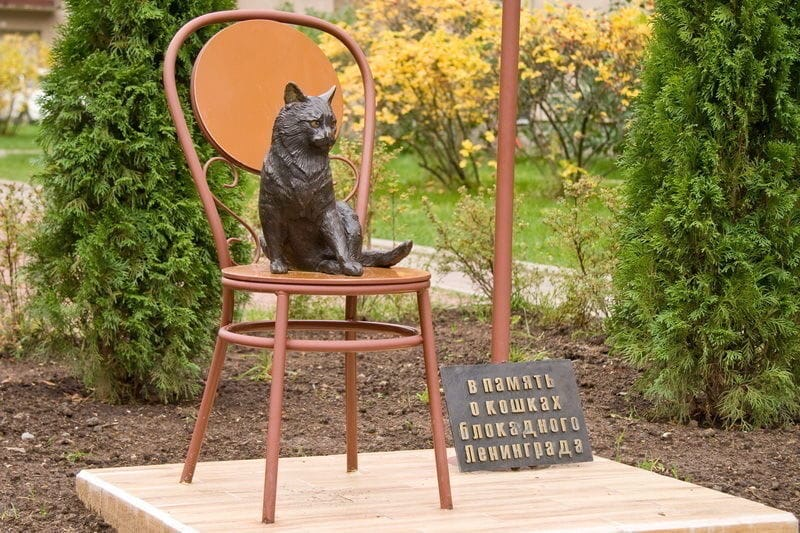 в память
о кошках
блокадного
Ленинграда